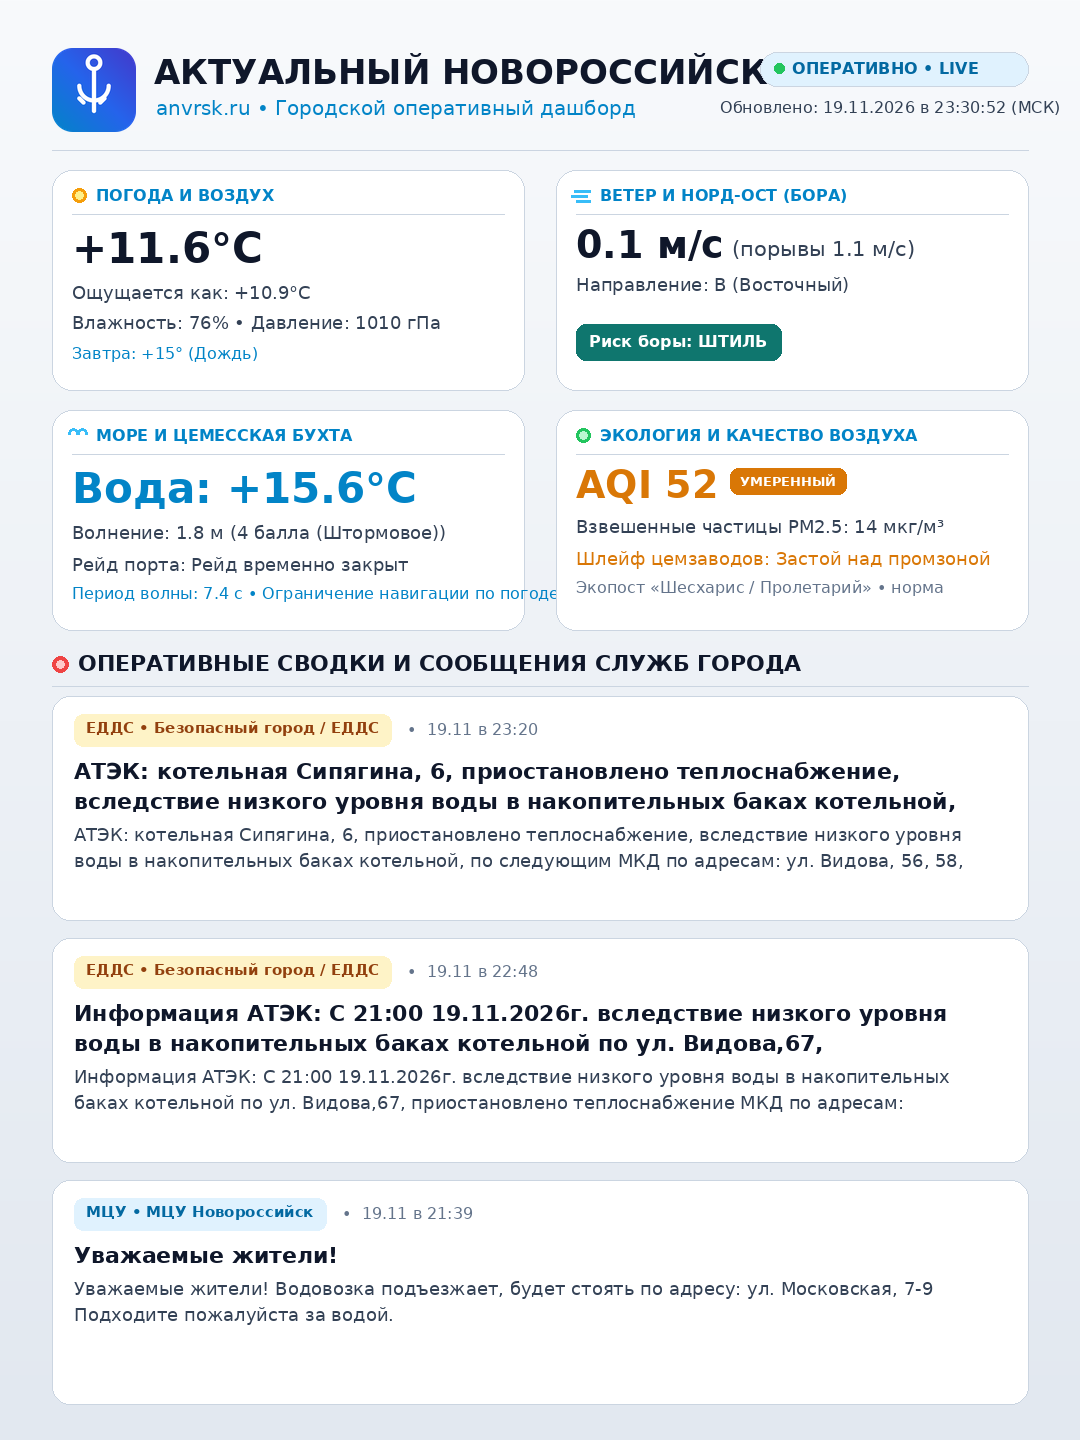 АКТУАЛЬНЫЙ НОВОРОССИЙСК
ОПЕРАТИВНО • LIVE
anvrsk.ru • Городской оперативный дашборд
Обновлено: 19.11.2026 в 23:30:52 (МСК)
ПОГОДА И ВОЗДУХ
+11.6°C
Ощущается как: +10.9°C
Влажность: 76% • Давление: 1010 гПа
Завтра: +15° (Дождь)
ВЕТЕР И НОРД-ОСТ (БОРА)
0.1 м/с (порывы 1.1 м/с)
Направление: В (Восточный)
Риск боры: ШТИЛЬ
МОРЕ И ЦЕМЕССКАЯ БУХТА
Вода: +15.6°C
Волнение: 1.8 м (4 балла (Штормовое))
Рейд порта: Рейд временно закрыт
Период волны: 7.4 с • Ограничение навигации по погоде
ЭКОЛОГИЯ И КАЧЕСТВО ВОЗДУХА
AQI 52 УМЕРЕННЫЙ
Взвешенные частицы PM2.5: 14 мкг/м³
Шлейф цемзаводов: Застой над промзоной
Экопост «Шесхарис / Пролетарий» • норма
ОПЕРАТИВНЫЕ СВОДКИ И СООБЩЕНИЯ СЛУЖБ ГОРОДА
ЕДДС • Безопасный город / ЕДДС • 19.11 в 23:20
АТЭК: котельная Сипягина, 6, приостановлено теплоснабжение,
вследствие низкого уровня воды в накопительных баках котельной,
АТЭК: котельная Сипягина, 6, приостановлено теплоснабжение, вследствие низкого уровня
воды в накопительных баках котельной, по следующим МКД по адресам: ул. Видова, 56, 58,
ЕДДС • Безопасный город / ЕДДС • 19.11 в 22:48
Информация АТЭК: С 21:00 19.11.2026г. вследствие низкого уровня
воды в накопительных баках котельной по ул. Видова,67,
Информация АТЭК: С 21:00 19.11.2026г. вследствие низкого уровня воды в накопительных
баках котельной по ул. Видова,67, приостановлено теплоснабжение МКД по адресам:
МЦУ • МЦУ Новороссийск • 19.11 в 21:39
Уважаемые жители!
Уважаемые жители! Водовозка подъезжает, будет стоять по адресу: ул. Московская, 7-9
Подходите пожалуйста за водой.